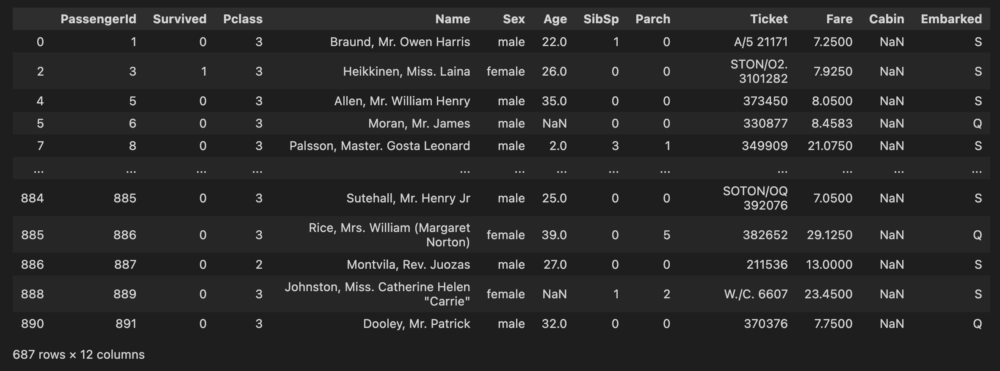 PassengerId Survived Pclass Name Sex Age SibSp Parch Ticket Fare Cabin Embarked
0 1 0 3 Braund, Mr. Owen Harris male 22.0 1 0 A/5 21171 7.2500 NaN S
2 3 1 3 Heikkinen, Miss. Laina female 26.0 0 0 STON/O2. 3101282 7.9250 NaN S
4 5 0 3 Allen, Mr. William Henry male 35.0 0 0 373450 8.0500 NaN S
5 6 0 3 Moran, Mr. James male NaN 0 0 330877 8.4583 NaN Q
7 8 0 3 Palsson, Master. Gosta Leonard male 2.0 3 1 349909 21.0750 NaN S
... ... ... ... ... ... ... ... ... ... ... ... ...
884 885 0 3 Sutehall, Mr. Henry Jr male 25.0 0 0 SOTON/OQ 392076 7.0500 NaN S
885 886 0 3 Rice, Mrs. William (Margaret Norton) female 39.0 0 5 382652 29.1250 NaN Q
886 887 0 2 Montvila, Rev. Juozas male 27.0 0 0 211536 13.0000 NaN S
888 889 0 3 Johnston, Miss. Catherine Helen "Carrie" female NaN 1 2 W./C. 6607 23.4500 NaN S
890 891 0 3 Dooley, Mr. Patrick male 32.0 0 0 370376 7.7500 NaN Q
687 rows × 12 columns